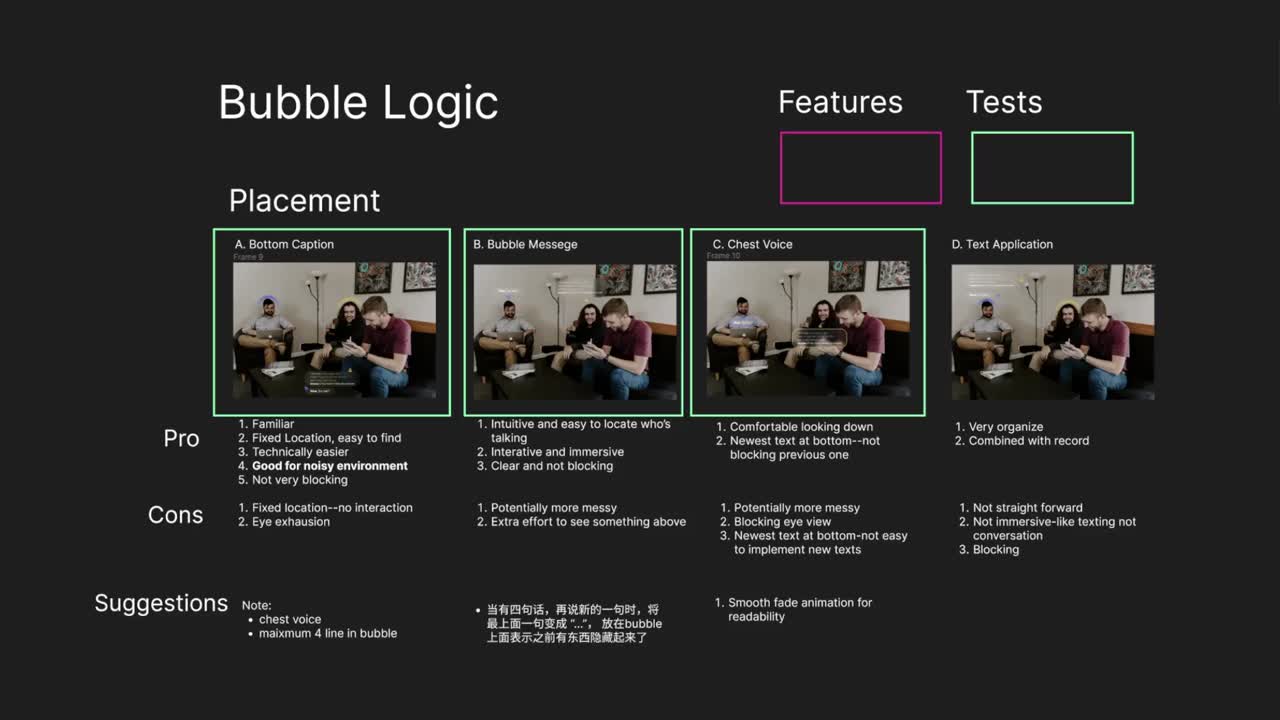 Bubble Logic
Features
Tests
Placement
A. Bottom Caption
Frame 9
B. Bubble Messege
C. Chest Voice
Frame 10
D. Text Application
Pro
1. Familiar
2. Fixed Location, easy to find
3. Technically easier
4. Good for noisy environment
5. Not very blocking
1. Intuitive and easy to locate who's
talking
2. Interative and immersive
3. Clear and not blocking
1. Comfortable looking down
2. Newest text at bottom--not
blocking previous one
1. Very organize
2. Combined with record
Cons
1. Fixed location--no interaction
2. Eye exhausion
1. Potentially more messy
2. Extra effort to see something above
1. Potentially more messy
2. Blocking eye view
3. Newest text at bottom-not easy
to implement new texts
1. Not straight forward
2. Not immersive-like texting not
conversation
3. Blocking
Suggestions
Note:
• chest voice
• maixmum 4 line in bubble
• 当有四句话，再说新的一句时，将
最上面一句变成 “...”， 放在bubble
上面表示之前有东西隐藏起来了
1. Smooth fade animation for
readability